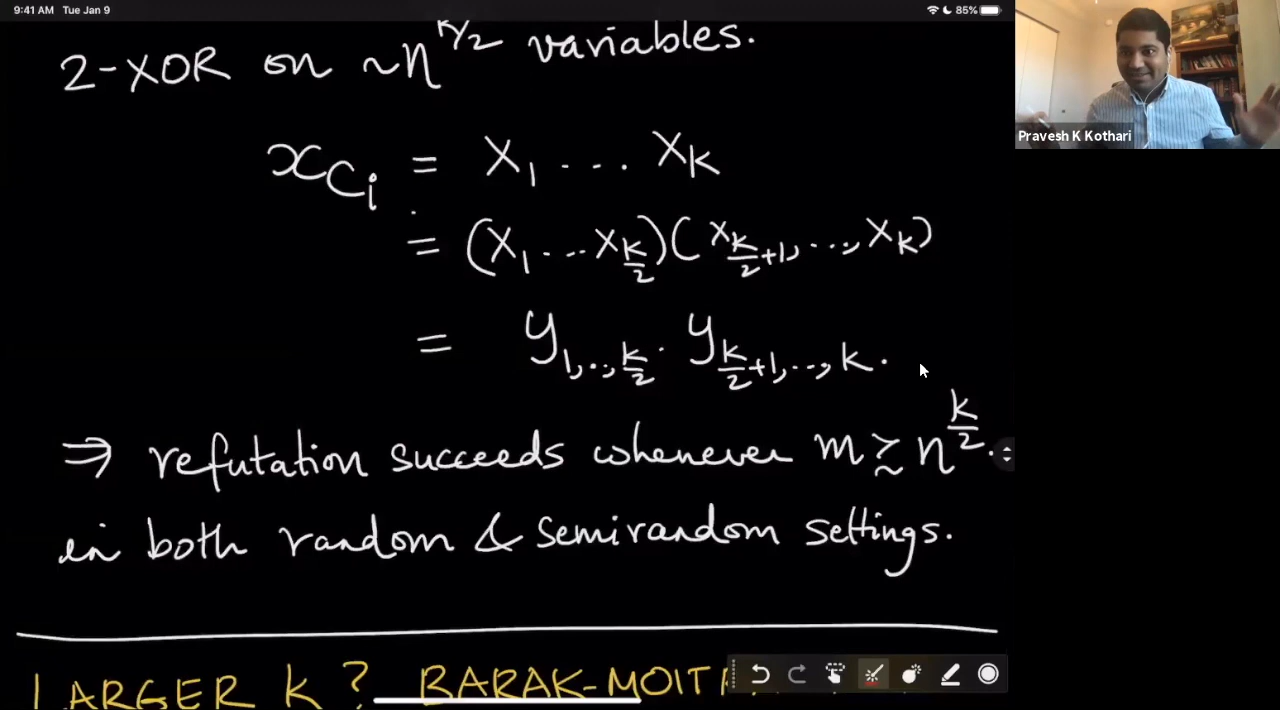 9:41 AM Tue Jan 9
85%
2-XOR on ~n^{k/2} variables.
x_{C_i} = x_1 ... x_k
= (x_1 ... x_{k/2})(x_{k/2+1}, ..., x_k)
= y_{1,..,k/2} · y_{k/2+1,...,k}.
⇒ refutation succeeds whenever m ≳ n^{k/2}.
in both random & semirandom settings.
LARGER K ? BARAK-MOIT
Pravesh K Kothari